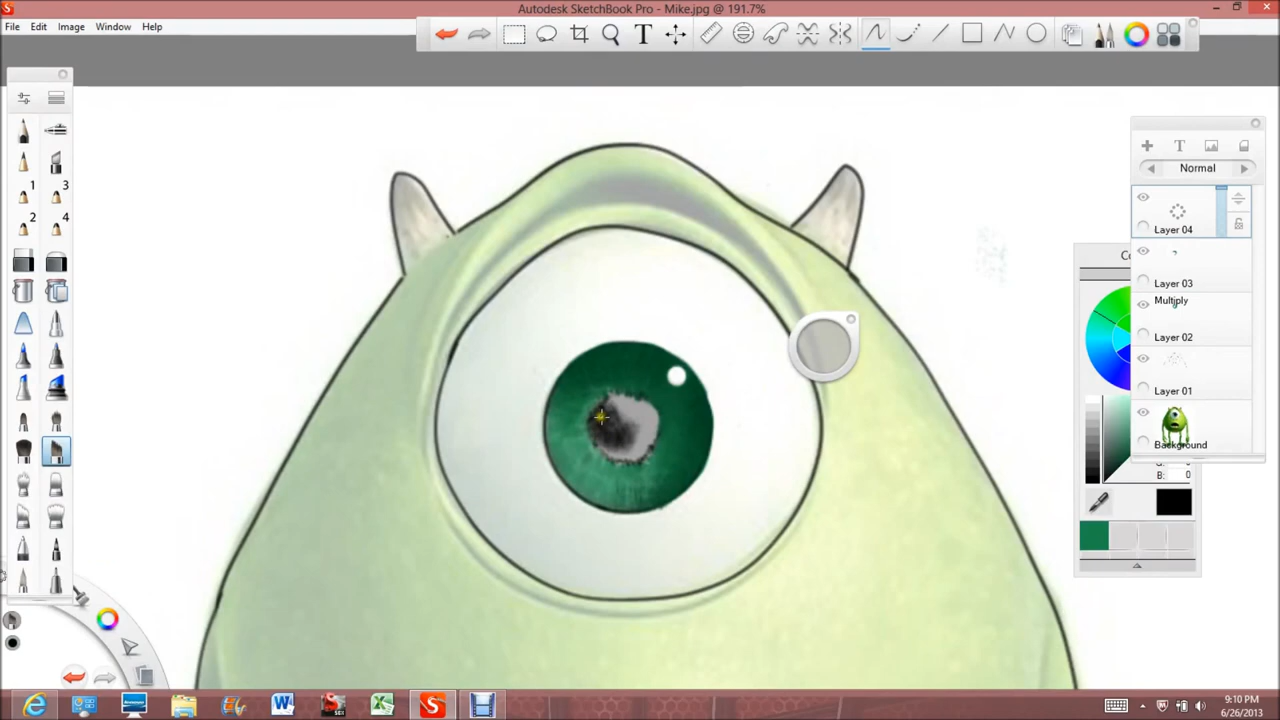 Autodesk SketchBook Pro - Mike.jpg @ 191.7%
File Edit Image Window Help
T
T
Normal
1 3
2 4
Layer 04
Layer 03
Multiply
Layer 02
Layer 01
Background
B: 0
0
9:10 PM
6/26/2013